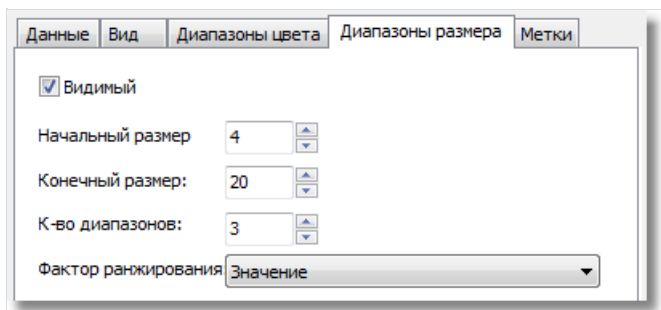 Данные Вид Диапазоны цвета Диапазоны размера Метки
Видимый
Начальный размер 4
Конечный размер: 20
К-во диапазонов: 3
Фактор ранжирования: Значение